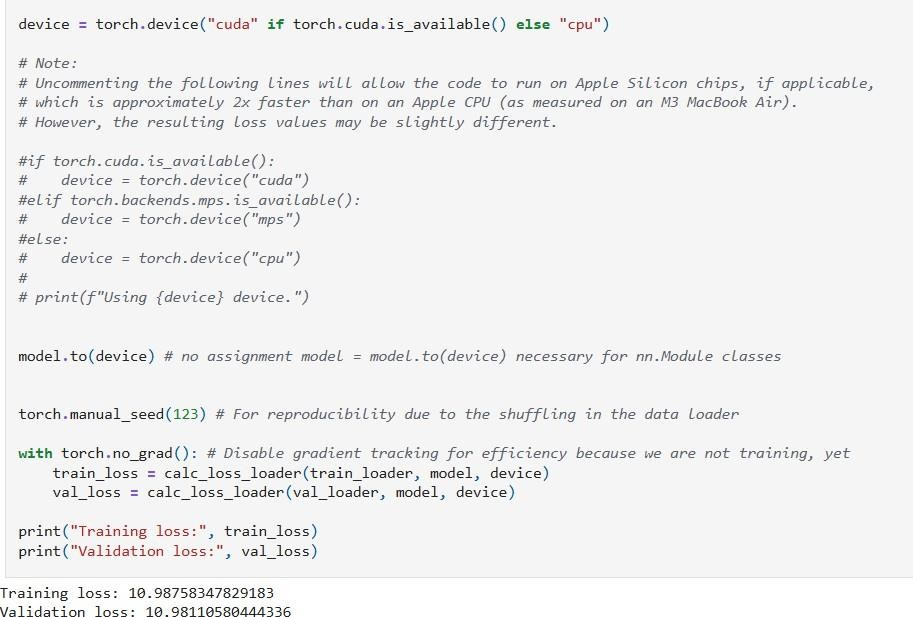 device = torch.device("cuda" if torch.cuda.is_available() else "cpu")
# Note:
# Uncommenting the following lines will allow the code to run on Apple Silicon chips, if applicable,
# which is approximately 2x faster than on an Apple CPU (as measured on an M3 MacBook Air).
# However, the resulting loss values may be slightly different.
#if torch.cuda.is_available():
#    device = torch.device("cuda")
#elif torch.backends.mps.is_available():
#    device = torch.device("mps")
#else:
#    device = torch.device("cpu")
#
# print(f"Using {device} device.")
model.to(device) # no assignment model = model.to(device) necessary for nn.Module classes
torch.manual_seed(123) # For reproducibility due to the shuffling in the data loader
with torch.no_grad(): # Disable gradient tracking for efficiency because we are not training, yet
    train_loss = calc_loss_loader(train_loader, model, device)
    val_loss = calc_loss_loader(val_loader, model, device)
print("Training loss:", train_loss)
print("Validation loss:", val_loss)
Training loss: 10.98758347829183
Validation loss: 10.98110580444336